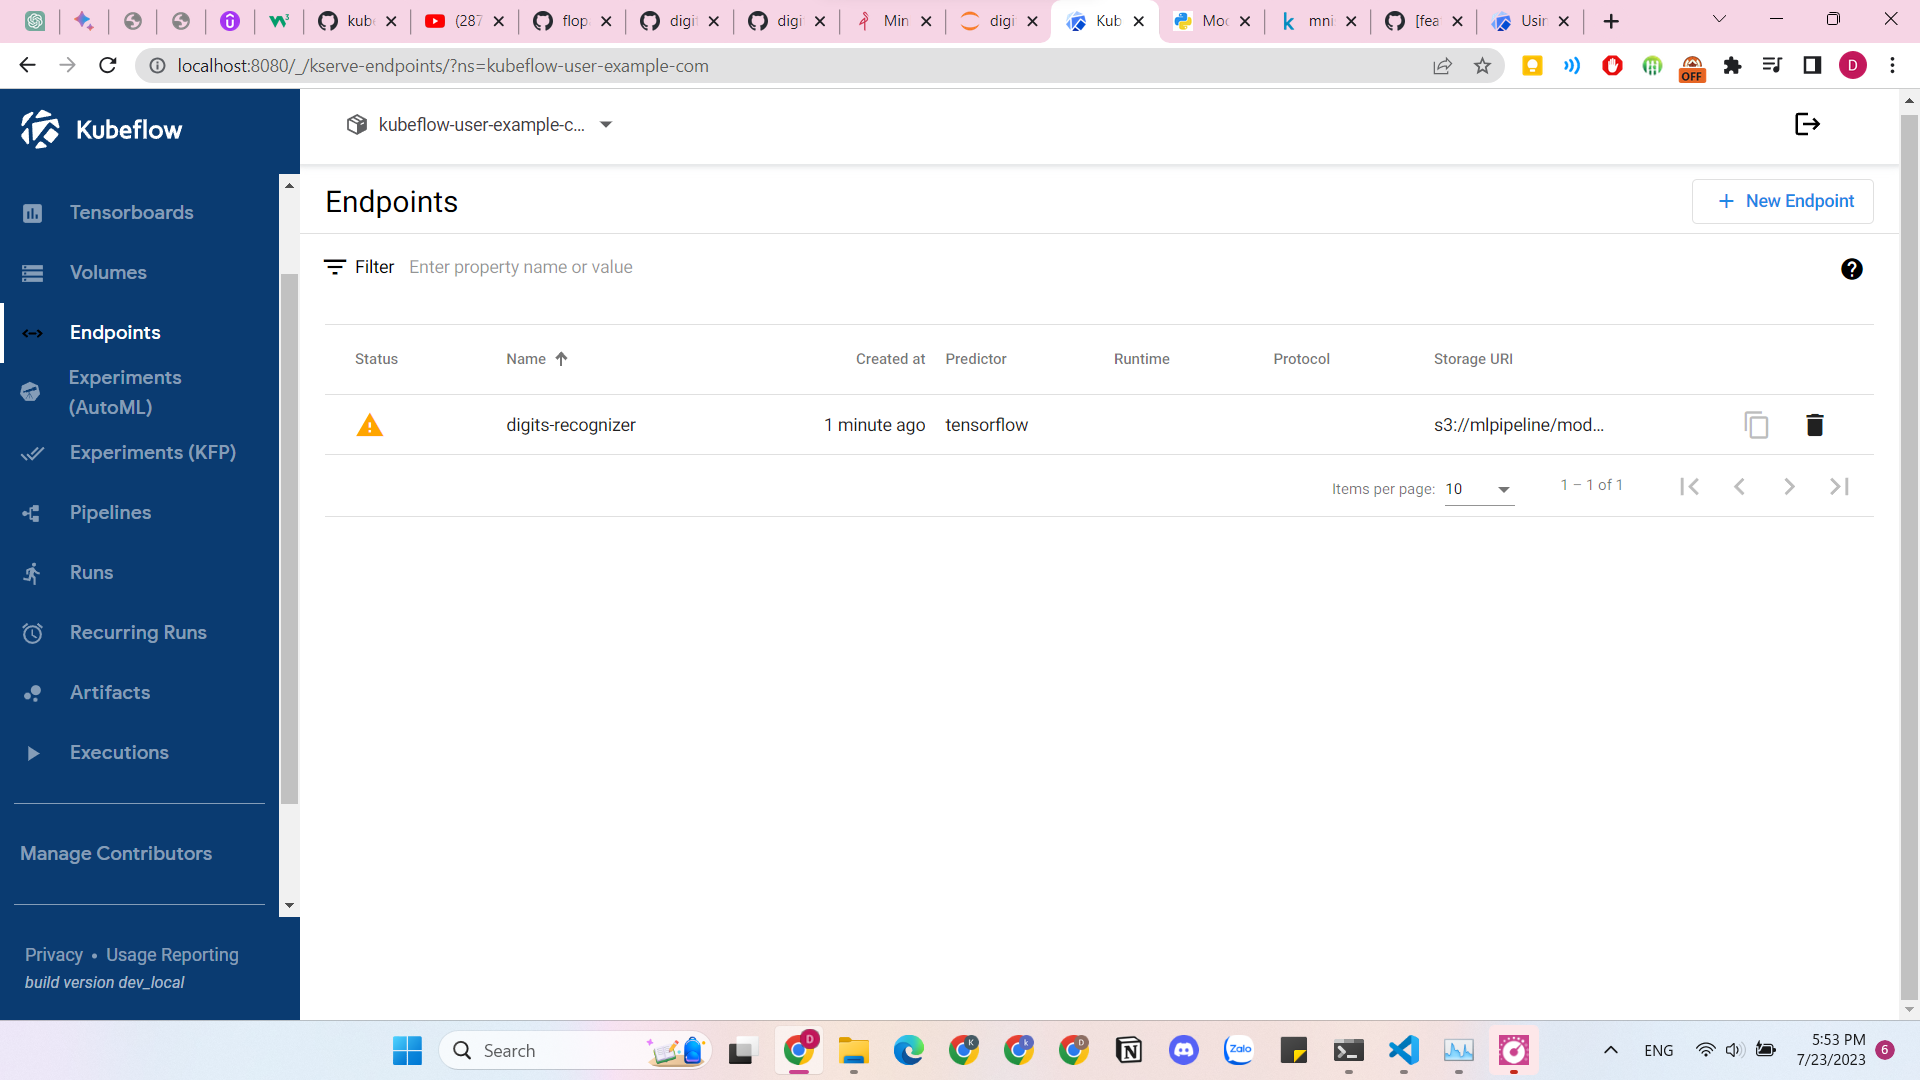 kub
(287
flop
digit
digi
Min
digi
Kub
Moc
mni
[fea
Usin
localhost:8080/_/kserve-endpoints/?ns=kubeflow-user-example-com
OFF
D
Kubeflow
kubeflow-user-example-c...
Tensorboards
Volumes
Endpoints
Experiments
(AutoML)
Experiments (KFP)
Pipelines
Runs
Recurring Runs
Artifacts
Executions
Manage Contributors
Privacy • Usage Reporting
build version dev_local
Endpoints
New Endpoint
Filter Enter property name or value
Status Name Created at Predictor Runtime Protocol Storage URI
digits-recognizer 1 minute ago tensorflow s3://mlpipeline/mod...
Items per page: 10 1 – 1 of 1
Search
D
K
k
D
Zalo
ENG
5:53 PM
7/23/2023
6